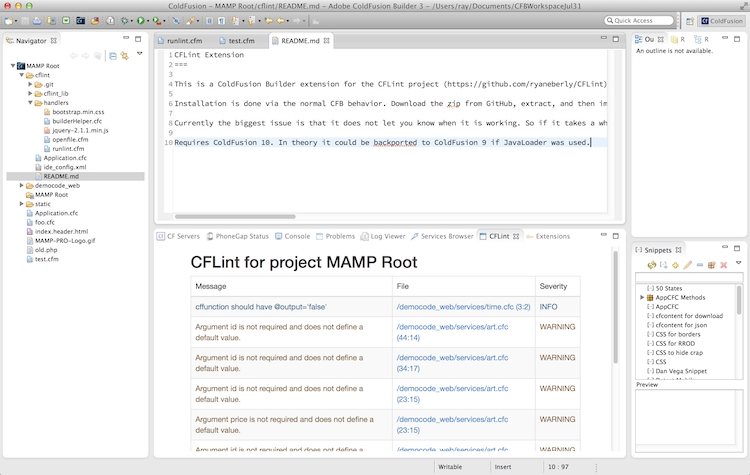 ColdFusion - MAMP Root/cflint/README.md - Adobe ColdFusion Builder 3 - /Users/ray/Documents/CFBWorkspaceJul31
Quick Access
ColdFusion
Navigator
MAMP Root
cflint
.git
cflint_lib
handlers
bootstrap.min.css
builderHelper.cfc
jquery-2.1.1.min.js
openfile.cfm
runlint.cfm
Application.cfc
ide_config.xml
README.md
democode_web
MAMP Root
static
Application.cfc
foo.cfc
index.header.html
MAMP-PRO-Logo.gif
old.php
test.cfm
runlint.cfm
test.cfm
README.md
1 CFLint Extension
2 ===
3
4 This is a ColdFusion Builder extension for the CFLint project (https://github.com/ryaneberly/CFLint)
5
6 Installation is done via the normal CFB behavior. Download the zip from GitHub, extract, and then im
7
8 Currently the biggest issue is that it does not let you know when it is working. So if it takes a wh
9
10 Requires ColdFusion 10. In theory it could be backported to ColdFusion 9 if JavaLoader was used.
Ou
R
R
An outline is not available.
CF Servers
PhoneGap Status
Console
Problems
Log Viewer
Services Browser
CFLint
Extensions
CFLint for project MAMP Root
Message File Severity
cffunction should have @output='false' /democode_web/services/time.cfc (3:2) INFO
Argument id is not required and does not define a /democode_web/services/art.cfc WARNING
default value. (44:14)
Argument id is not required and does not define a /democode_web/services/art.cfc WARNING
default value. (34:17)
Argument id is not required and does not define a /democode_web/services/art.cfc WARNING
default value. (23:15)
Argument price is not required and does not define a /democode_web/services/art.cfc WARNING
default value. (23:15)
Argument id is not required and does not define a /democode_web/services/art.cfc WARNING
Snippets
50 States
AppCFC Methods
AppCFC
cfcontent for download
cfcontent for json
CSS for borders
CSS for RROD
CSS to hide crap
CSS
Dan Vega Snippet
Preview
Writable
Insert
10 : 97